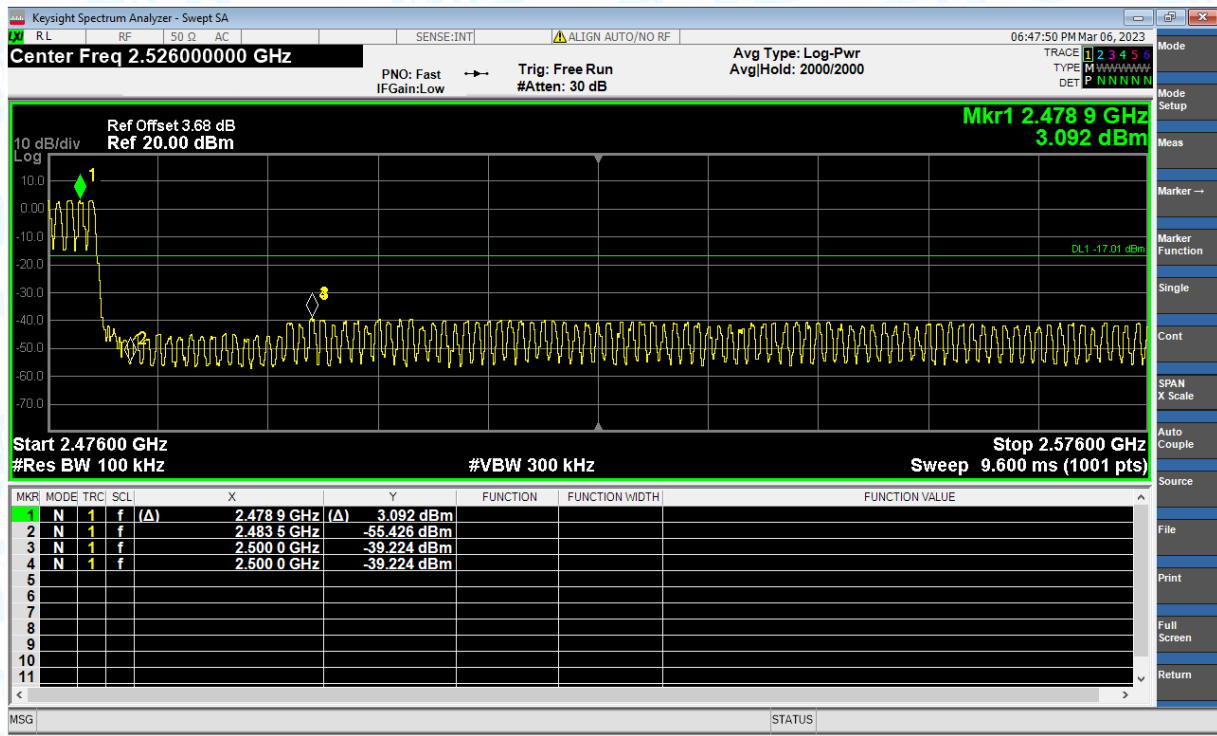 Keysight Spectrum Analyzer - Swept SA
LXI RL RF 50 Ω AC SENSE:INT ALIGN AUTO/NO RF 06:47:50 PM Mar 06, 2023
Center Freq 2.526000000 GHz
PNO: Fast
IFGain:Low
Trig: Free Run
#Atten: 30 dB
Avg Type: Log-Pwr
Avg|Hold: 2000/2000
TRACE 1 2 3 4 5 6
TYPE M W W W W W
DET P N N N N N
Mkr1 2.478 9 GHz
3.092 dBm
Ref Offset 3.68 dB
Ref 20.00 dBm
10 dB/div
Log
10.0
0.00
-10.0
-20.0
-30.0
-40.0
-50.0
-60.0
-70.0
1
2
3
DL1 -17.01 dBm
Start 2.47600 GHz Stop 2.57600 GHz
#Res BW 100 kHz #VBW 300 kHz Sweep 9.600 ms (1001 pts)
MKR MODE TRC SCL X Y FUNCTION FUNCTION WIDTH FUNCTION VALUE
1 N 1 f (Δ) 2.478 9 GHz (Δ) 3.092 dBm
2 N 1 f 2.483 5 GHz -55.426 dBm
3 N 1 f 2.500 0 GHz -39.224 dBm
4 N 1 f 2.500 0 GHz -39.224 dBm
5
6
7
8
9
10
11
MSG STATUS
Mode
Mode
Setup
Meas
Marker →
Marker
Function
Single
Cont
SPAN
X Scale
Auto
Couple
Source
File
Print
Full
Screen
Return